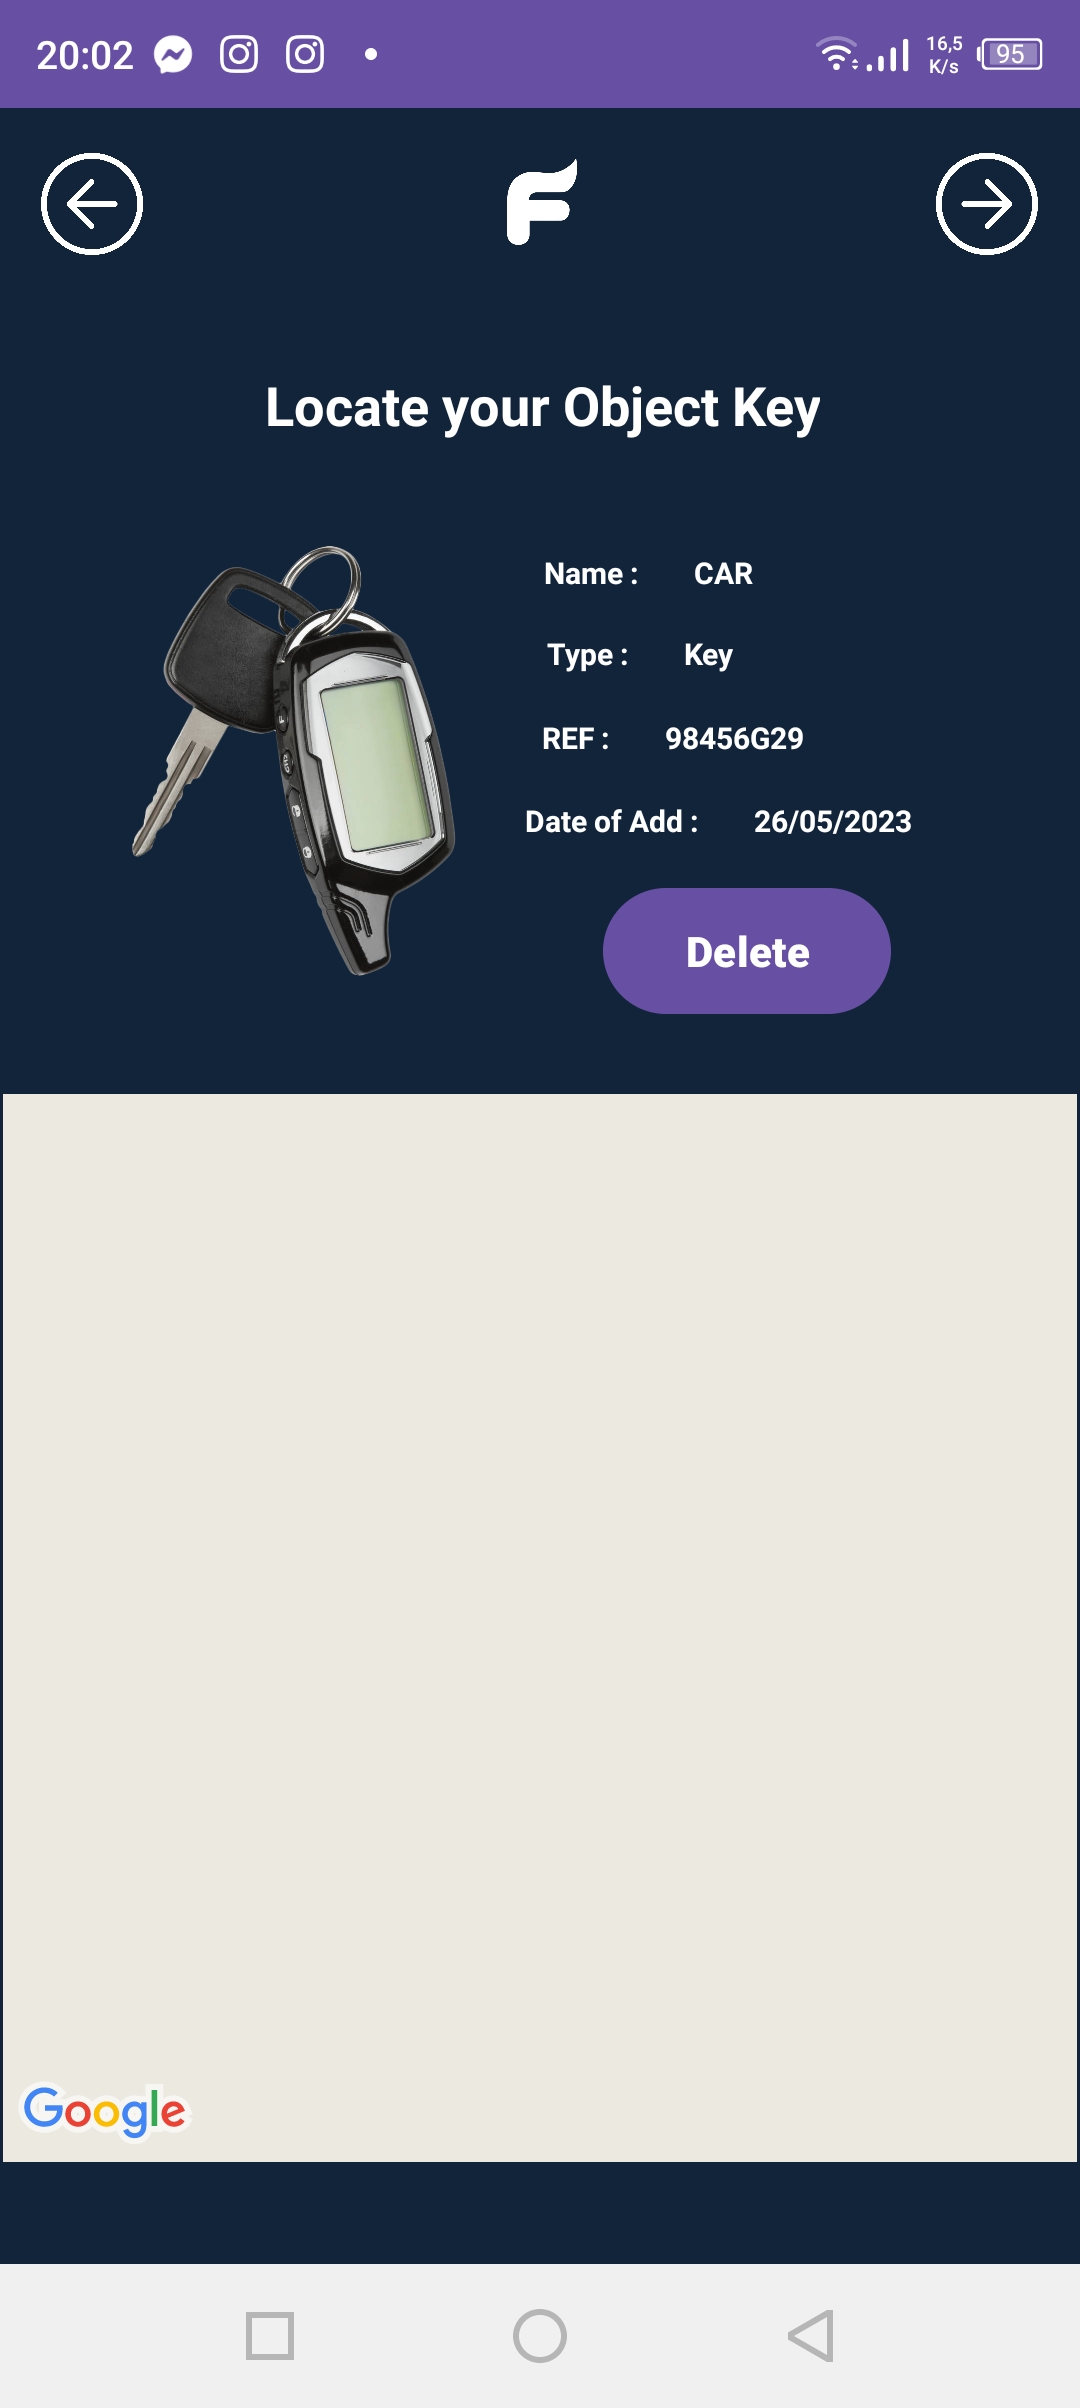 20:02 16,5 K/s 95
F
Locate your Object Key
Name : CAR
Type : Key
REF : 98456G29
Date of Add : 26/05/2023
Delete
Google